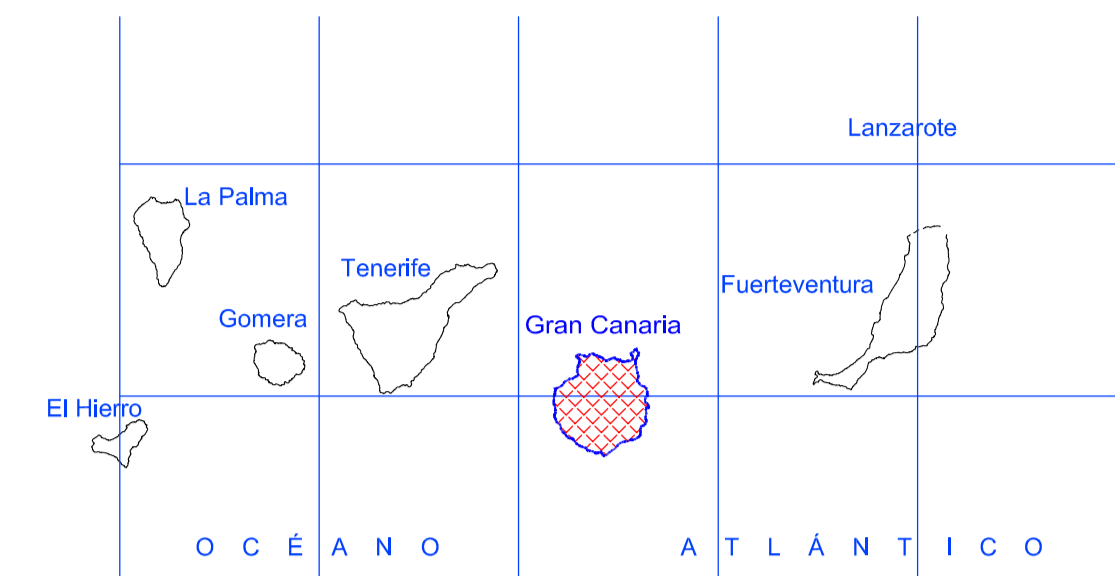 Lanzarote
La Palma
Tenerife
Fuerteventura
Gomera
Gran Canaria
El Hierro
OCÉANO ATLÁNTICO